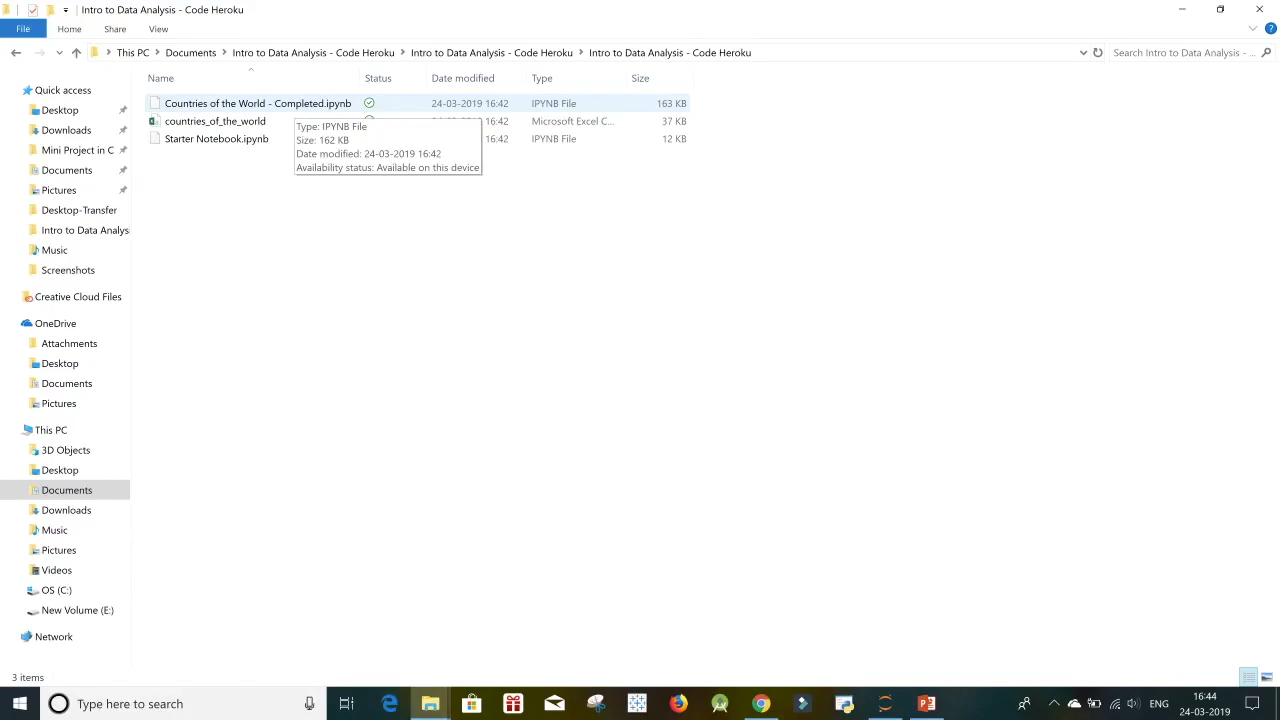 Intro to Data Analysis - Code Heroku
File Home Share View
This PC Documents Intro to Data Analysis - Code Heroku Intro to Data Analysis - Code Heroku Intro to Data Analysis - Code Heroku Search Intro to Data Analysis - ...
Name Status Date modified Type Size
Countries of the World - Completed.ipynb 24-03-2019 16:42 IPYNB File 163 KB
countries_of_the_world 16:42 Microsoft Excel C... 37 KB
Starter Notebook.ipynb 16:42 IPYNB File 12 KB
Type: IPYNB File
Size: 162 KB
Date modified: 24-03-2019 16:42
Availability status: Available on this device
Quick access
Desktop
Downloads
Mini Project in C
Documents
Pictures
Desktop-Transfer
Intro to Data Analys
Music
Screenshots
Creative Cloud Files
OneDrive
Attachments
Desktop
Documents
Pictures
This PC
3D Objects
Desktop
Documents
Downloads
Music
Pictures
Videos
OS (C:)
New Volume (E:)
Network
3 items
Type here to search
ENG
16:44
24-03-2019